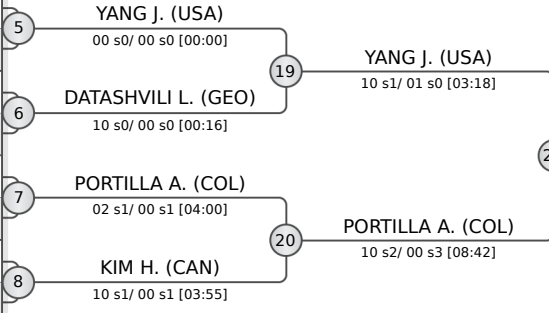 YANG J. (USA)
5
00 s0/ 00 s0 [00:00]
YANG J. (USA)
19
10 s1/ 01 s0 [03:18]
DATASHVILI L. (GEO)
6
10 s0/ 00 s0 [00:16]
PORTILLA A. (COL)
7
02 s1/ 00 s1 [04:00]
PORTILLA A. (COL)
20
10 s2/ 00 s3 [08:42]
KIM H. (CAN)
8
10 s1/ 00 s1 [03:55]